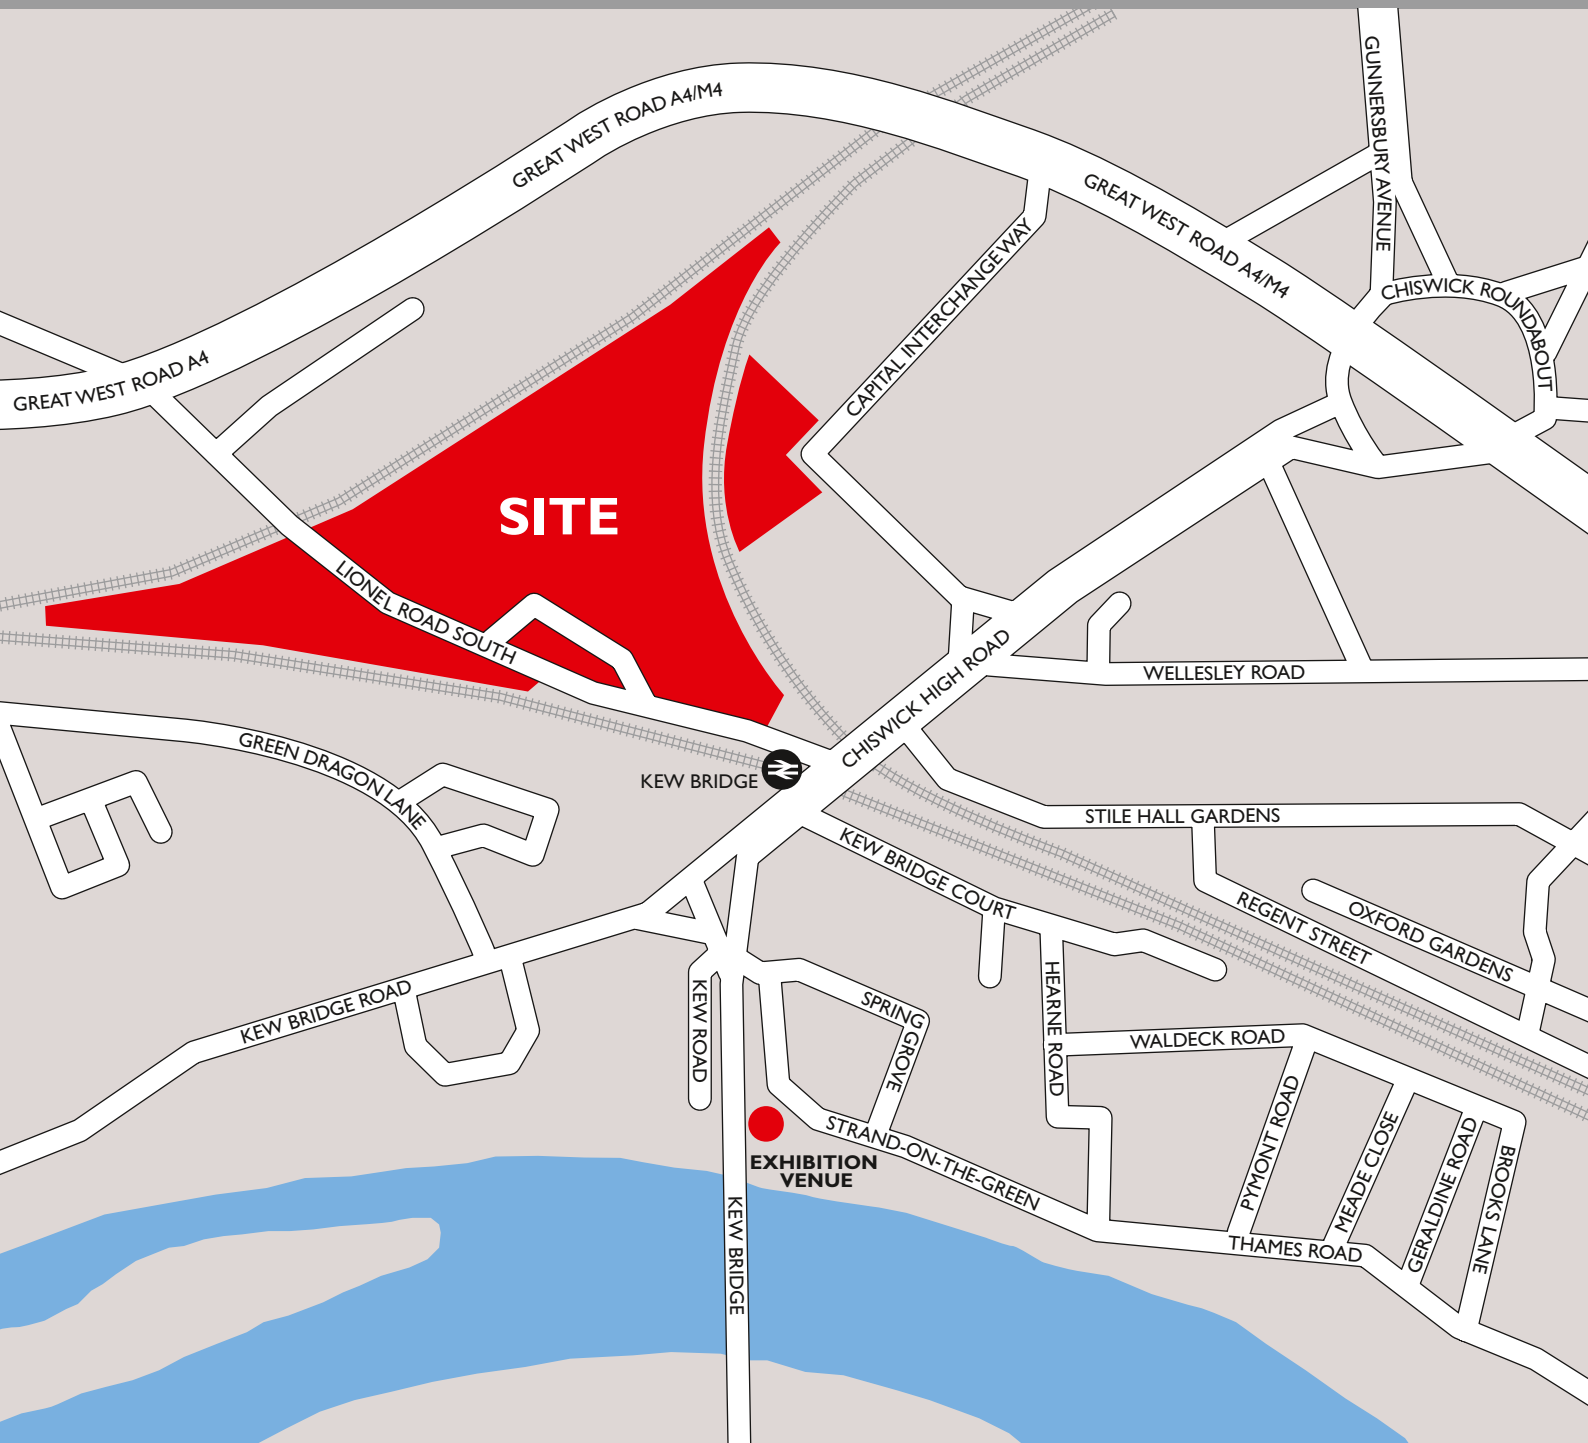 GUNNERSBURY AVENUE
GREAT WEST ROAD A4/M4
GREAT WEST ROAD A4/M4
CHISWICK ROUNDABOUT
CAPITAL INTERCHANGE WAY
GREAT WEST ROAD A4
SITE
LIONEL ROAD SOUTH
CHISWICK HIGH ROAD
WELLESLEY ROAD
GREEN DRAGON LANE
KEW BRIDGE
STILE HALL GARDENS
KEW BRIDGE COURT
REGENT STREET
OXFORD GARDENS
KEW BRIDGE ROAD
KEW ROAD
SPRING GROVE
HEARNE ROAD
WALDECK ROAD
PYMONT ROAD
MEADE CLOSE
GERALDINE ROAD
BROOKS LANE
STRAND-ON-THE-GREEN
EXHIBITION
VENUE
THAMES ROAD
KEW BRIDGE